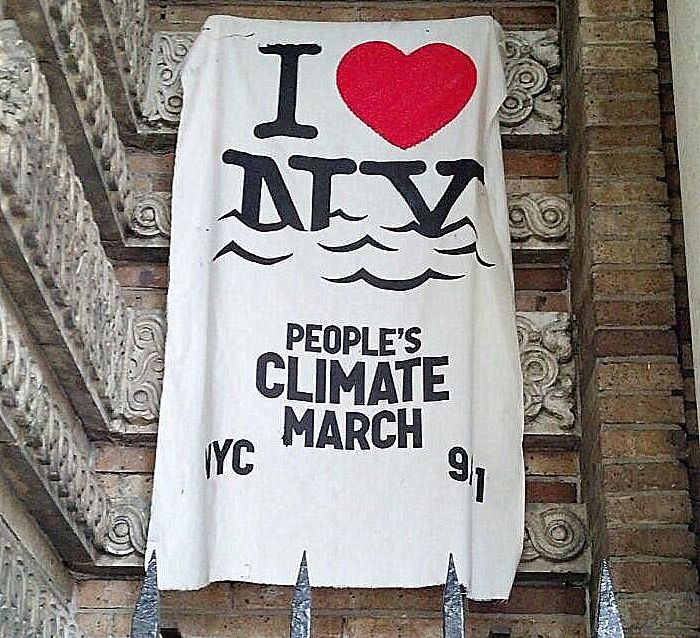 I ❤ NY
PEOPLE'S
CLIMATE
MARCH
NYC